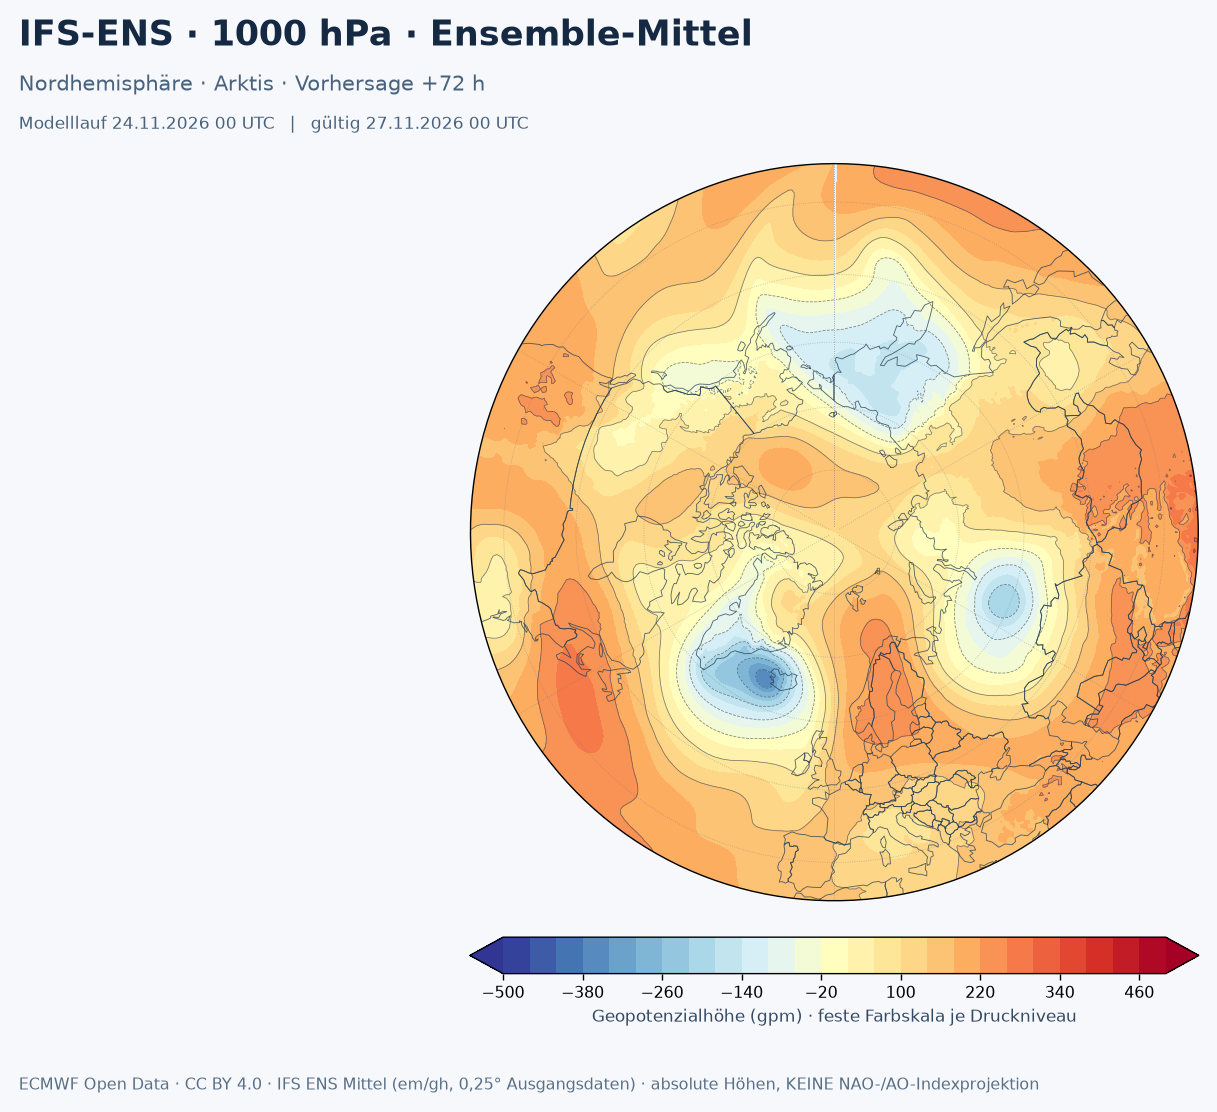 IFS-ENS · 1000 hPa · Ensemble-Mittel
Nordhemisphäre · Arktis · Vorhersage +72 h
Modelllauf 24.11.2026 00 UTC   |   gültig 27.11.2026 00 UTC
−500 −380 −260 −140 −20 100 220 340 460
Geopotenzialhöhe (gpm) · feste Farbskala je Druckniveau
ECMWF Open Data · CC BY 4.0 · IFS ENS Mittel (em/gh, 0,25° Ausgangsdaten) · absolute Höhen, KEINE NAO-/AO-Indexprojektion